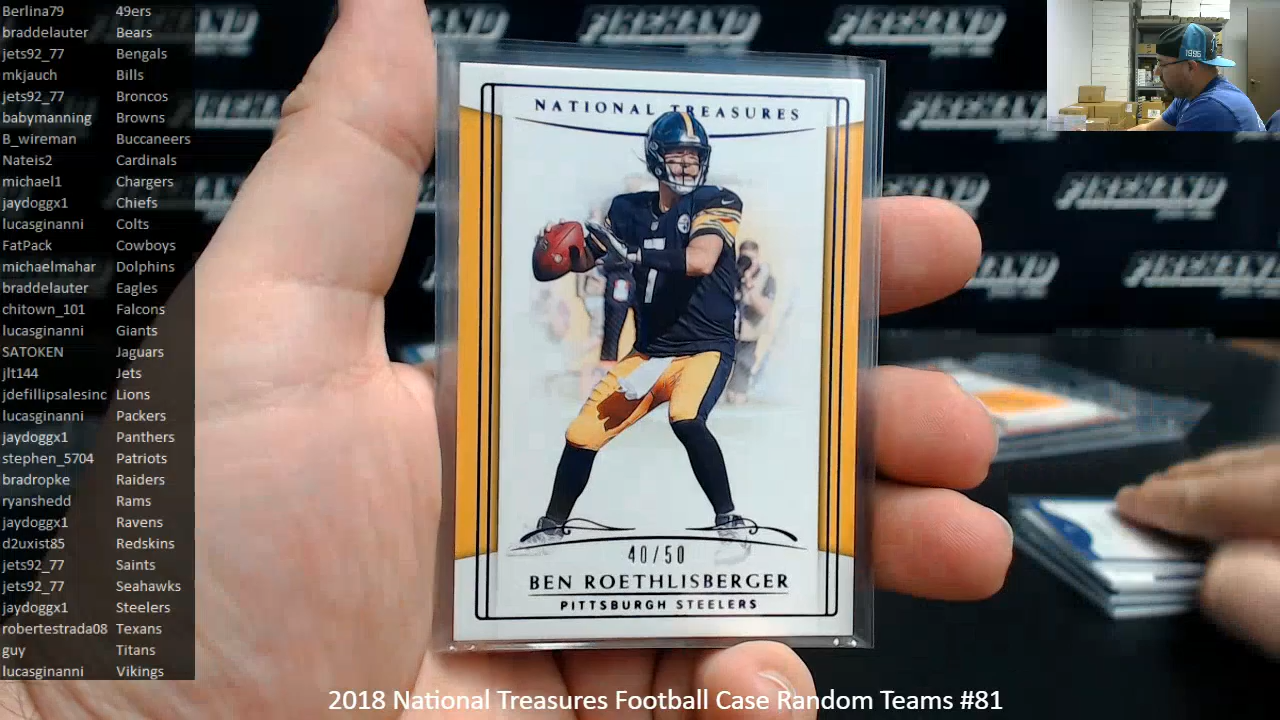 Berlina79 49ers
braddelauter Bears
jets92_77 Bengals
mkjauch Bills
jets92_77 Broncos
babymanning Browns
B_wireman Buccaneers
Nateis2 Cardinals
michael1 Chargers
jaydoggx1 Chiefs
lucasginanni Colts
FatPack Cowboys
michaelmahar Dolphins
braddelauter Eagles
chitown_101 Falcons
lucasginanni Giants
SATOKEN Jaguars
jlt144 Jets
jdefillipsalesinc Lions
lucasginanni Packers
jaydoggx1 Panthers
stephen_5704 Patriots
bradropke Raiders
ryanshedd Rams
jaydoggx1 Ravens
d2uxist85 Redskins
jets92_77 Saints
jets92_77 Seahawks
jaydoggx1 Steelers
robertestrada08 Texans
guy Titans
lucasginanni Vikings
1995
NATIONAL TREASURES
7
40/50
BEN ROETHLISBERGER
PITTSBURGH STEELERS
2018 National Treasures Football Case Random Teams #81